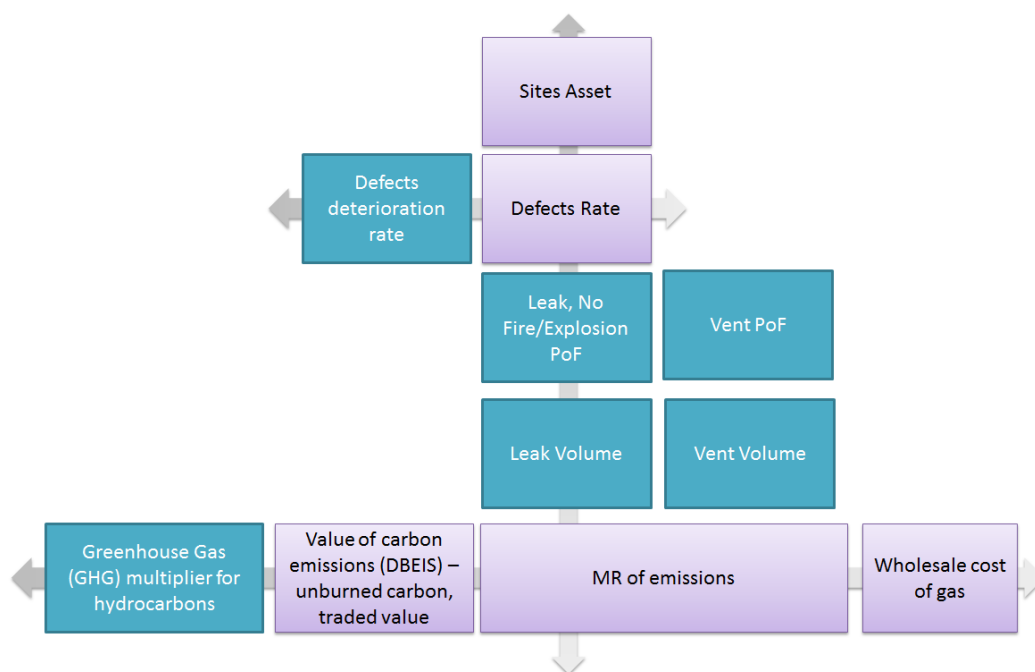 Sites Asset
Defects
deterioration
rate
Defects Rate
Leak, No
Fire/Explosion
PoF
Vent PoF
Leak Volume
Vent Volume
Greenhouse Gas
(GHG) multiplier for
hydrocarbons
Value of carbon
emissions (DBEIS) –
unburned carbon,
traded value
MR of emissions
Wholesale cost
of gas